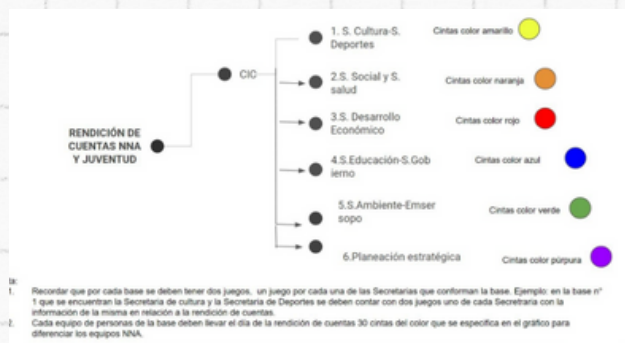 1. S. Cultura-S.
Deportes
Cintas color amarillo
CIC
2.S. Social y S.
salud
Cintas color naranja
3.S. Desarrollo
Económico
Cintas color rojo
RENDICIÓN DE
CUENTAS NNA
Y JUVENTUD
4.S.Educación-S.Gob
ierno
Cintas color azul
5.S.Ambiente-Emser
sopo
Cintas color verde
6.Planeación estratégica
Cintas color púrpura
1. Recordar que por cada base se deben tener dos juegos, un juego por cada una de las Secretarias que conforman la base. Ejemplo: en la base n°
1 que se encuentran la Secretaria de cultura y la Secretaria de Deportes se deben contar con dos juegos uno de cada Secretraria con la
información de la misma en relación a la rendición de cuentas.
2. Cada equipo de personas de la base deben llevar el día de la rendición de cuentas 30 cintas del color que se especifica en el gráfico para
diferenciar los equipos NNA.